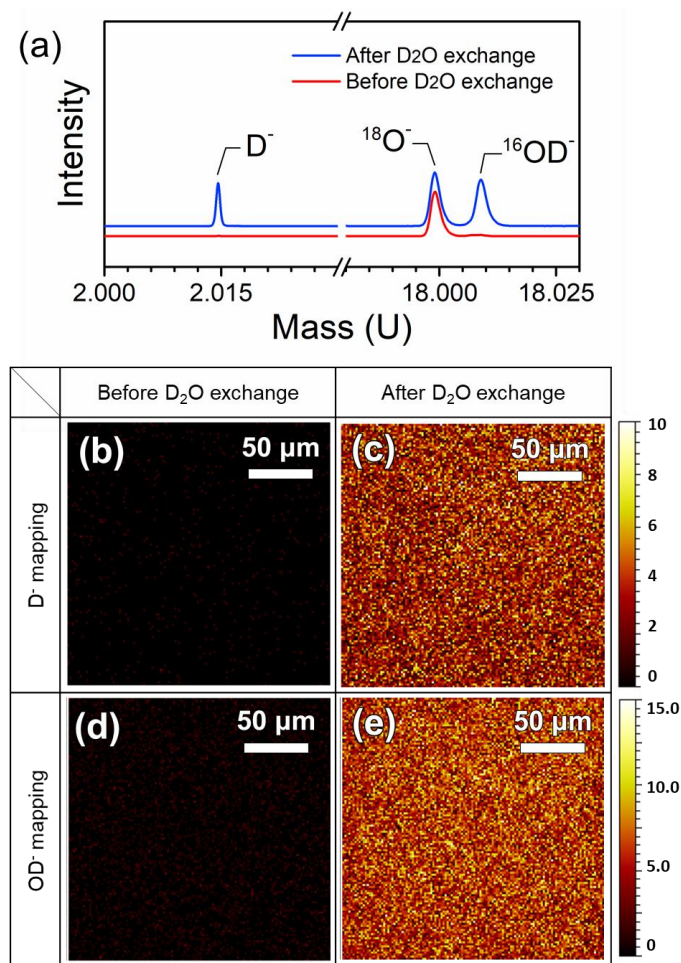 (a)
After D2O exchange
Before D2O exchange
D⁻
¹⁸O⁻
¹⁶OD⁻
Intensity
2.000 2.015 18.000 18.025
Mass (U)
Before D₂O exchange After D₂O exchange
D⁻ mapping
(b) 50 µm
(c) 50 µm
10
8
6
4
2
0
OD⁻ mapping
(d) 50 µm
(e) 50 µm
15.0
10.0
5.0
0